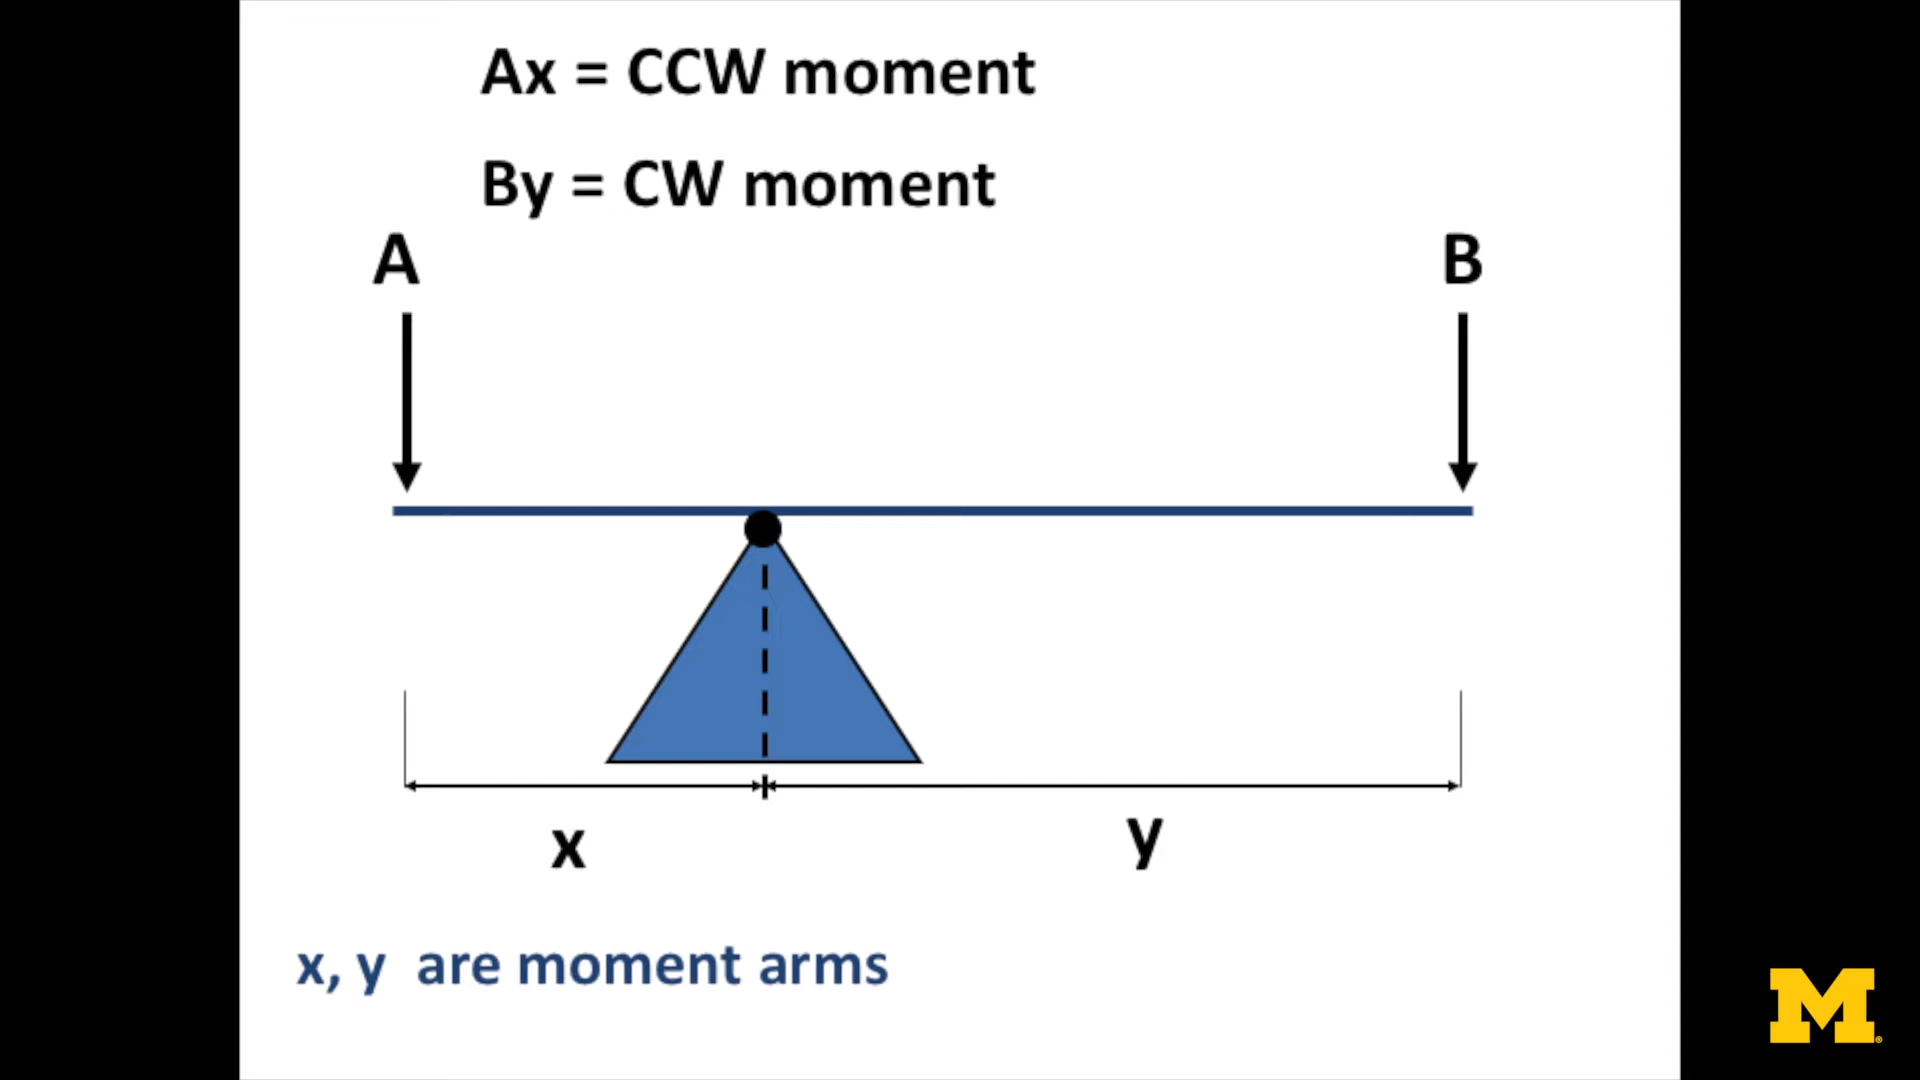 Ax = CCW moment
By = CW moment
A B
x y
x, y are moment arms
M